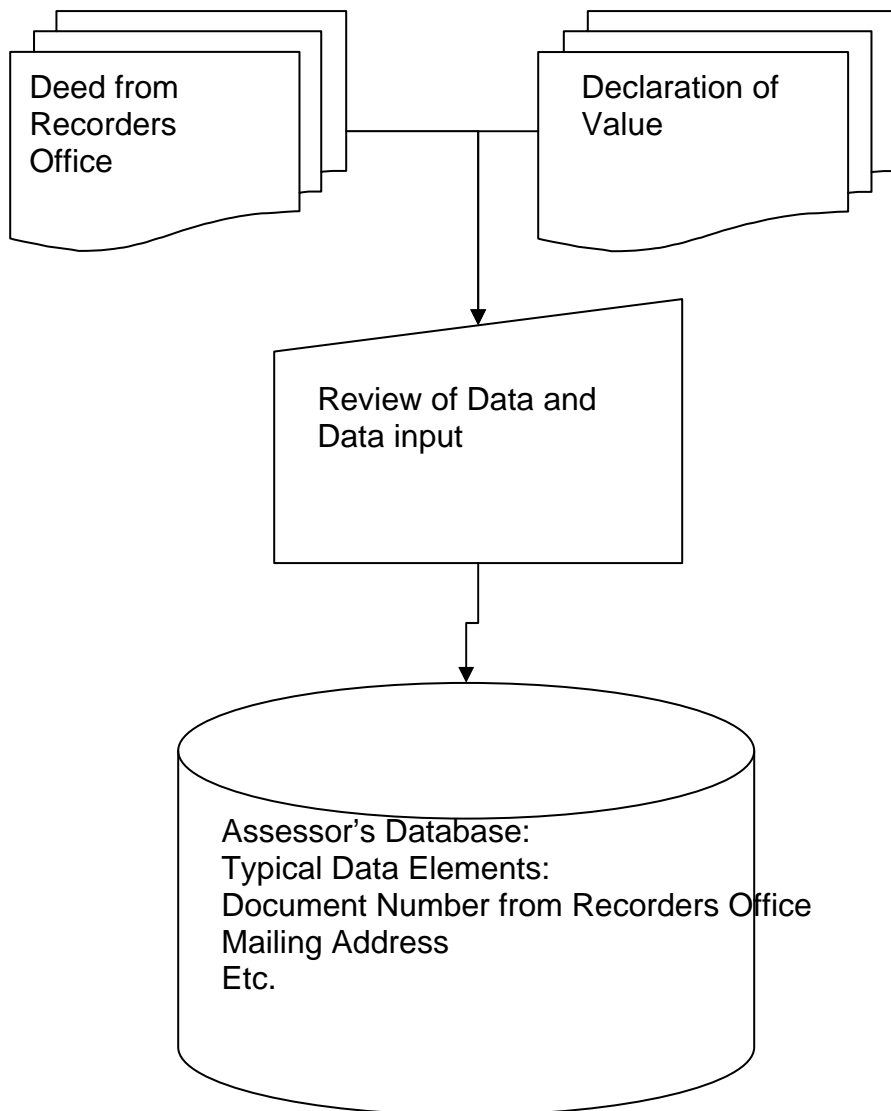 Deed from
Recorders
Office
Declaration of
Value
Review of Data and
Data input
Assessor’s Database:
Typical Data Elements:
Document Number from Recorders Office
Mailing Address
Etc.